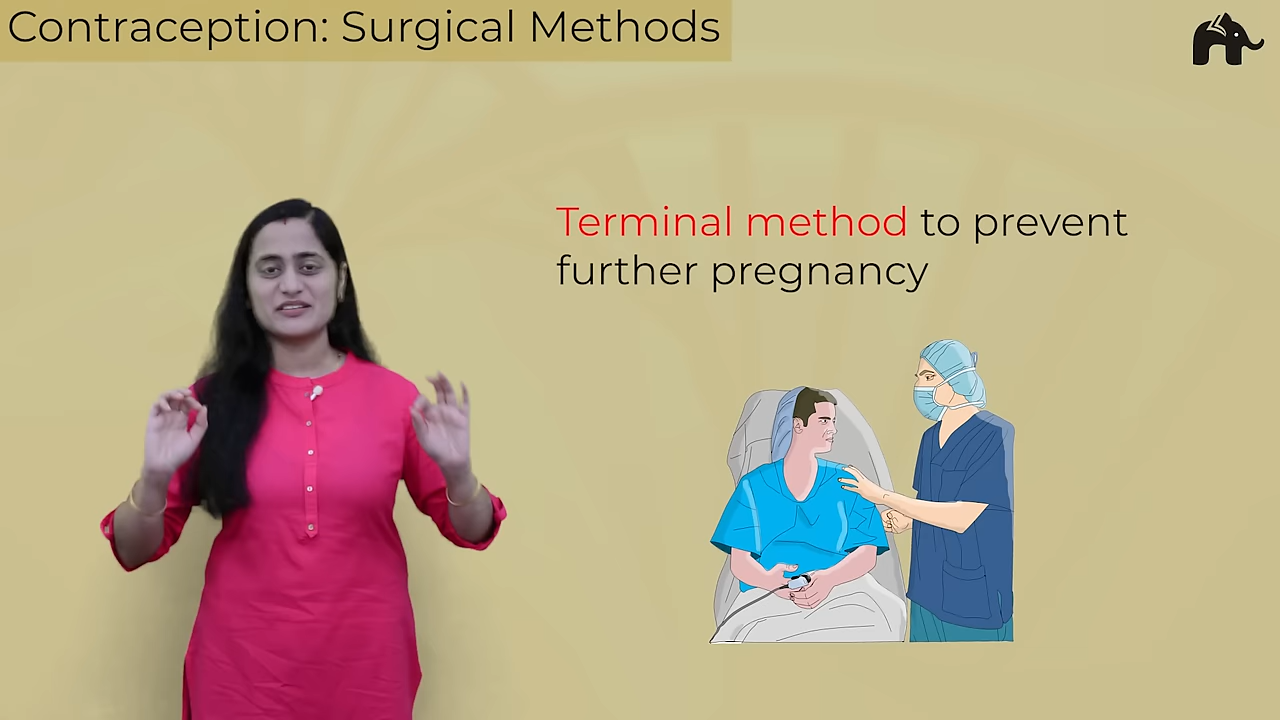 Contraception: Surgical Methods
Terminal method to prevent
further pregnancy